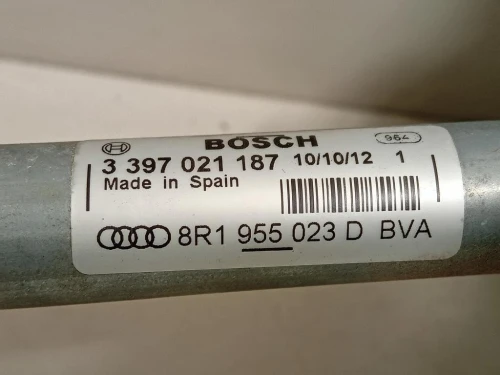 BOSCH 964
3 397 021 187 10/10/12 1
Made in Spain
8R1 955 023 D BVA